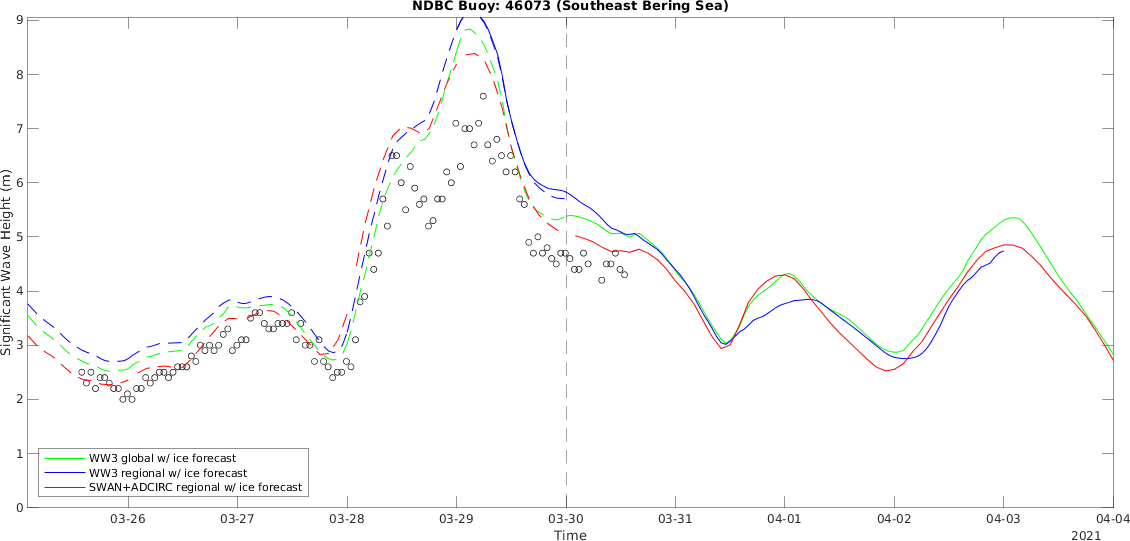 NDBC Buoy: 46073 (Southeast Bering Sea)
9
8
7
6
5
4
3
2
1
0
Significant Wave Height (m)
WW3 global w/ ice forecast
WW3 regional w/ ice forecast
SWAN+ADCIRC regional w/ ice forecast
03-26 03-27 03-28 03-29 03-30 03-31 04-01 04-02 04-03 04-04
Time
2021